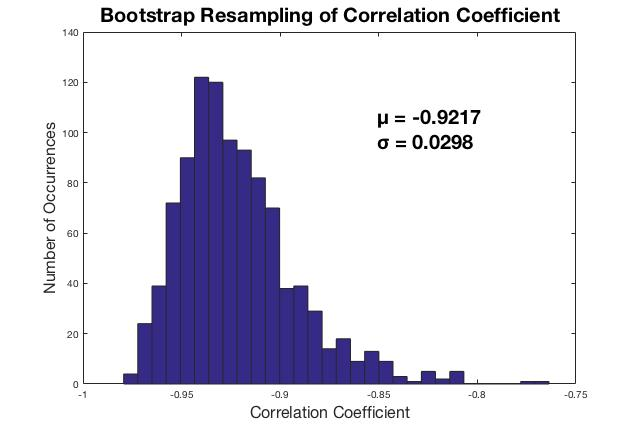 Bootstrap Resampling of Correlation Coefficient
140
120
100
80
60
40
20
0
μ = -0.9217
σ = 0.0298
Number of Occurrences
-1 -0.95 -0.9 -0.85 -0.8 -0.75
Correlation Coefficient